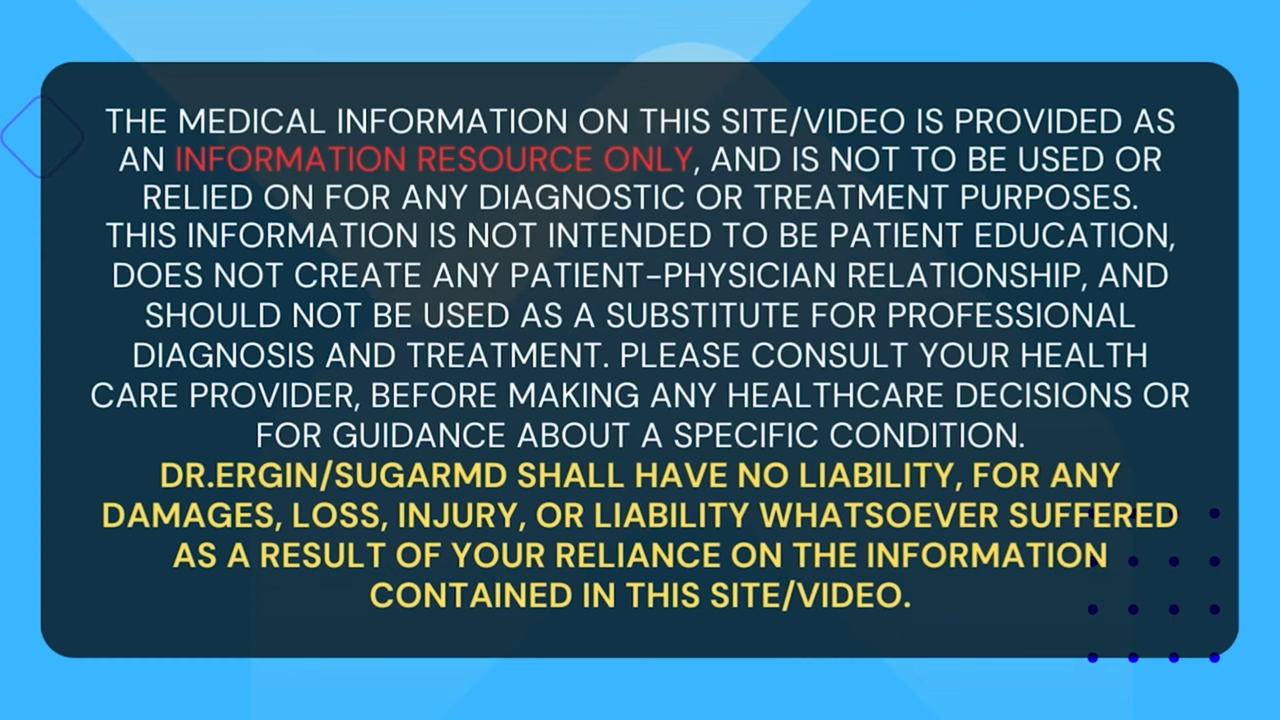 THE MEDICAL INFORMATION ON THIS SITE/VIDEO IS PROVIDED AS
AN INFORMATION RESOURCE ONLY, AND IS NOT TO BE USED OR
RELIED ON FOR ANY DIAGNOSTIC OR TREATMENT PURPOSES.
THIS INFORMATION IS NOT INTENDED TO BE PATIENT EDUCATION,
DOES NOT CREATE ANY PATIENT-PHYSICIAN RELATIONSHIP, AND
SHOULD NOT BE USED AS A SUBSTITUTE FOR PROFESSIONAL
DIAGNOSIS AND TREATMENT. PLEASE CONSULT YOUR HEALTH
CARE PROVIDER, BEFORE MAKING ANY HEALTHCARE DECISIONS OR
FOR GUIDANCE ABOUT A SPECIFIC CONDITION.
DR.ERGIN/SUGARMD SHALL HAVE NO LIABILITY, FOR ANY
DAMAGES, LOSS, INJURY, OR LIABILITY WHATSOEVER SUFFERED
AS A RESULT OF YOUR RELIANCE ON THE INFORMATION
CONTAINED IN THIS SITE/VIDEO.